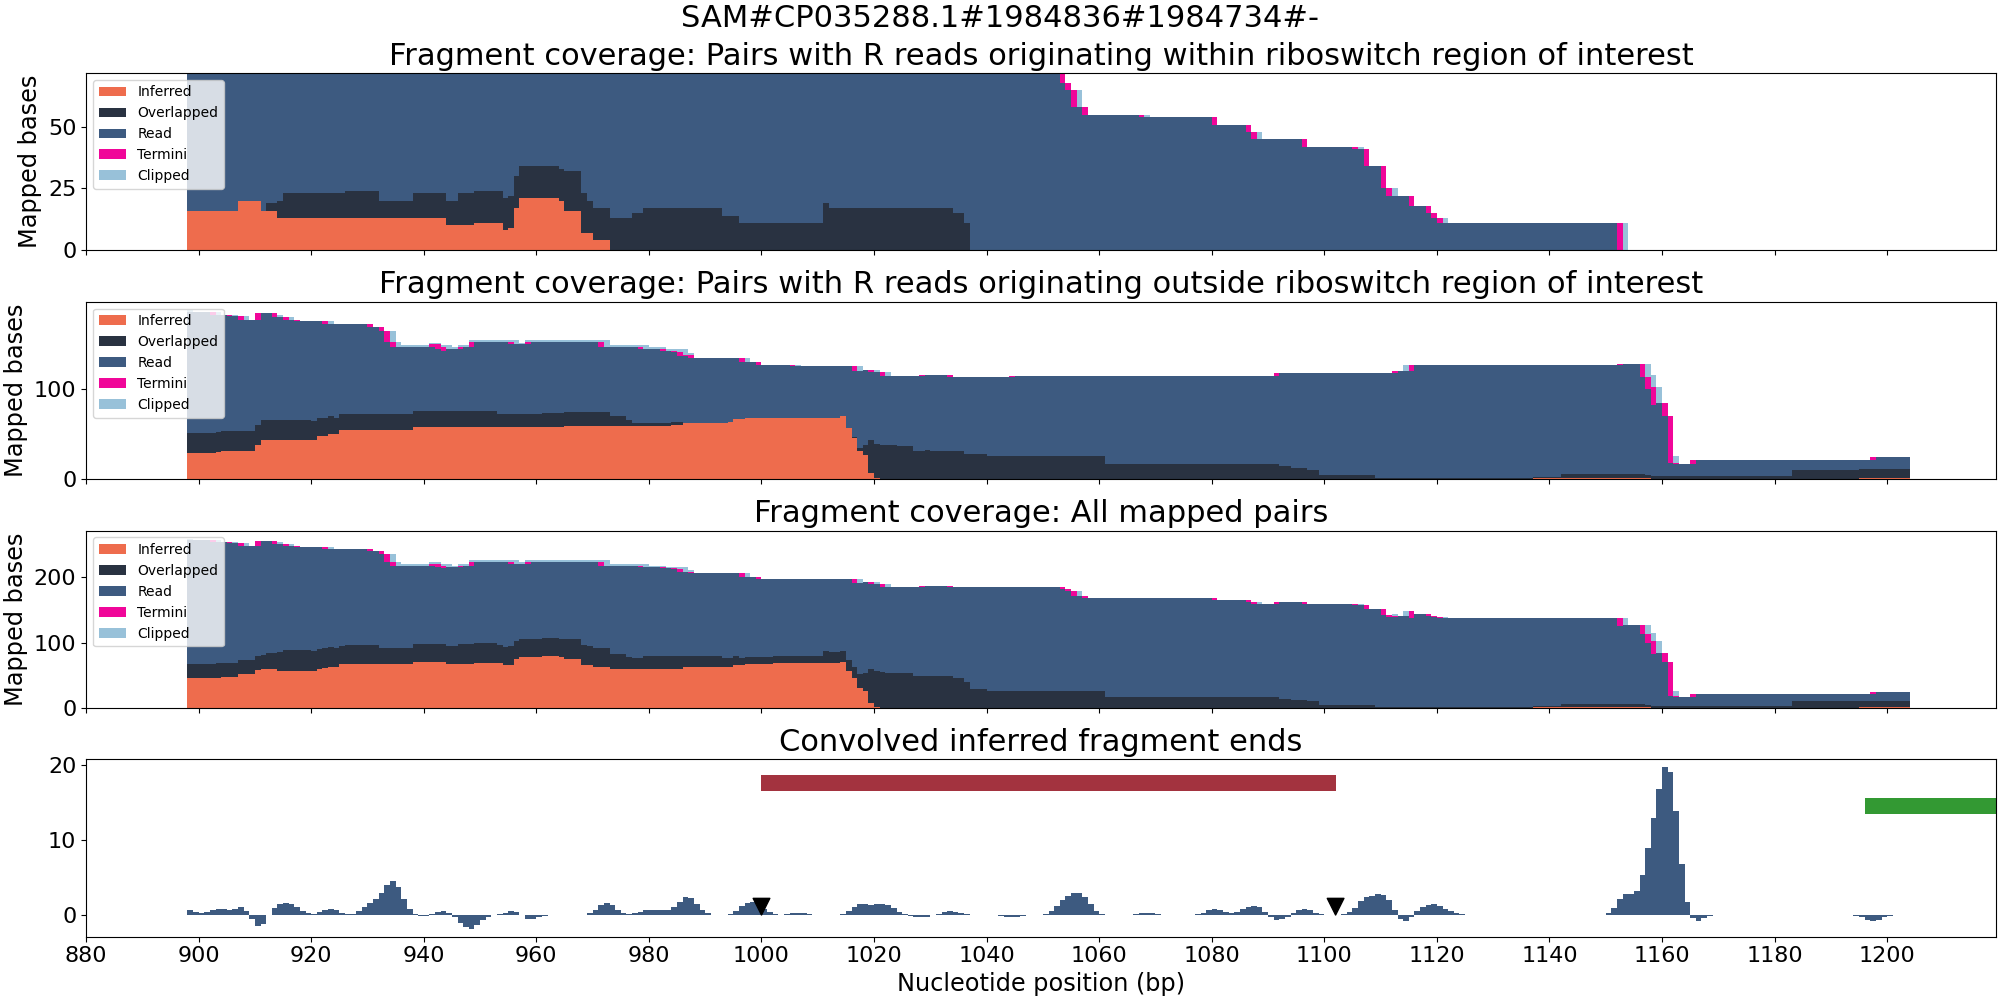 SAM#CP035288.1#1984836#1984734#-
Fragment coverage: Pairs with R reads originating within riboswitch region of interest
Mapped bases
50
25
0
Inferred
Overlapped
Read
Termini
Clipped
Fragment coverage: Pairs with R reads originating outside riboswitch region of interest
Mapped bases
100
0
Inferred
Overlapped
Read
Termini
Clipped
Fragment coverage: All mapped pairs
Mapped bases
200
100
0
Inferred
Overlapped
Read
Termini
Clipped
Convolved inferred fragment ends
20
10
0
880 900 920 940 960 980 1000 1020 1040 1060 1080 1100 1120 1140 1160 1180 1200
Nucleotide position (bp)